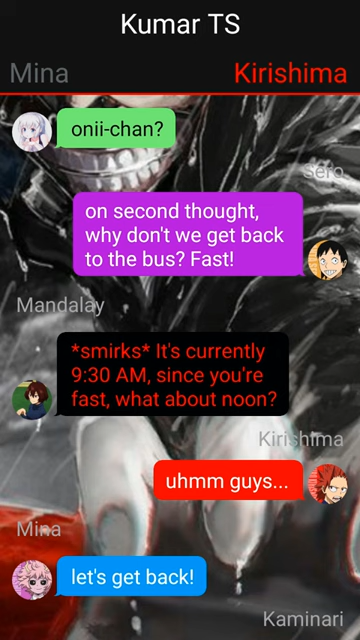 Kumar TS
Mina
Kirishima
onii-chan?
Sero
on second thought,
why don't we get back
to the bus? Fast!
Mandalay
*smirks* It's currently
9:30 AM, since you're
fast, what about noon?
Kirishima
uhmm guys...
Mina
let's get back!
Kaminari